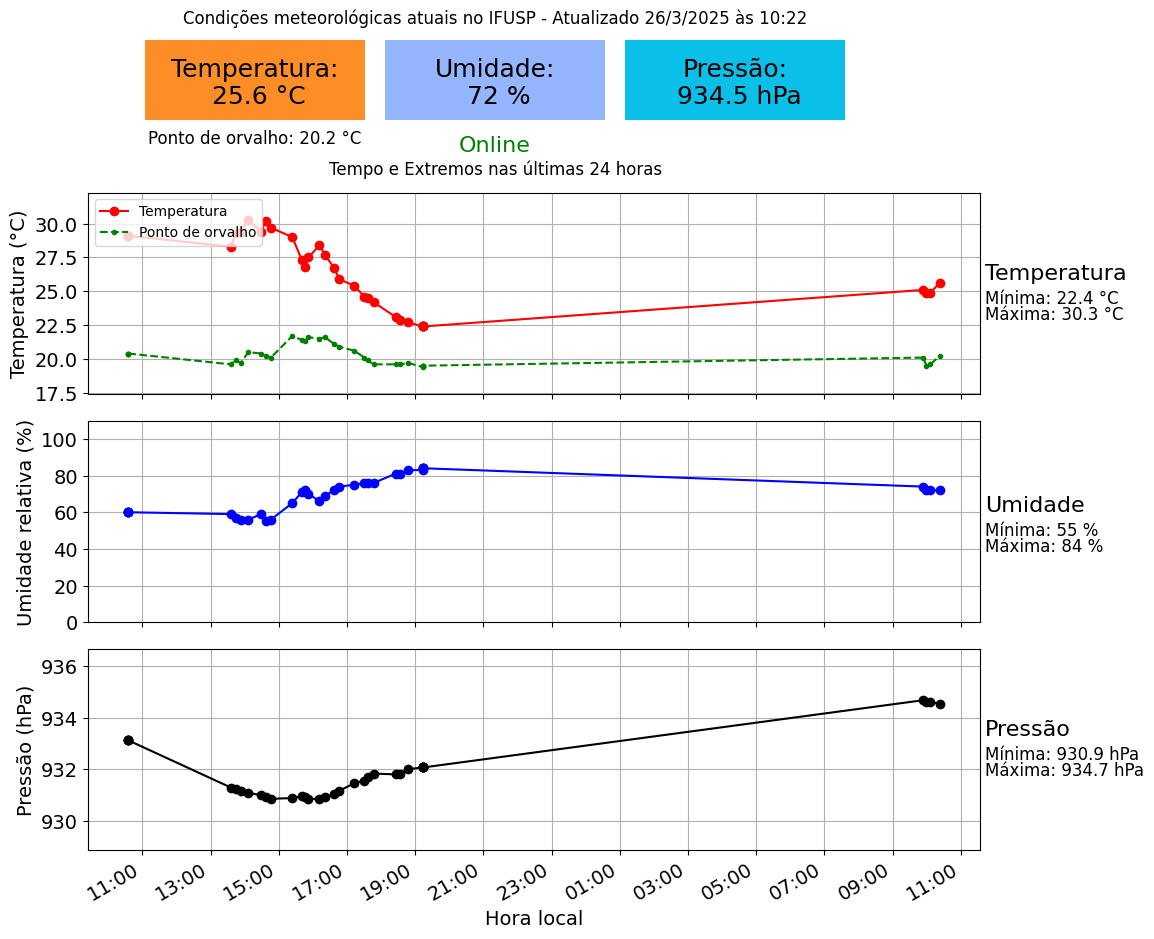 Condições meteorológicas atuais no IFUSP - Atualizado 26/3/2025 às 10:22
Temperatura:
25.6 °C
Umidade:
72 %
Pressão:
934.5 hPa
Ponto de orvalho: 20.2 °C
Online
Tempo e Extremos nas últimas 24 horas
Temperatura (°C)
30.0
27.5
25.0
22.5
20.0
17.5
Temperatura
Ponto de orvalho
Temperatura
Mínima: 22.4 °C
Máxima: 30.3 °C
Umidade relativa (%)
100
80
60
40
20
0
Umidade
Mínima: 55 %
Máxima: 84 %
Pressão (hPa)
936
934
932
930
Pressão
Mínima: 930.9 hPa
Máxima: 934.7 hPa
11:00 13:00 15:00 17:00 19:00 21:00 23:00 01:00 03:00 05:00 07:00 09:00 11:00
Hora local